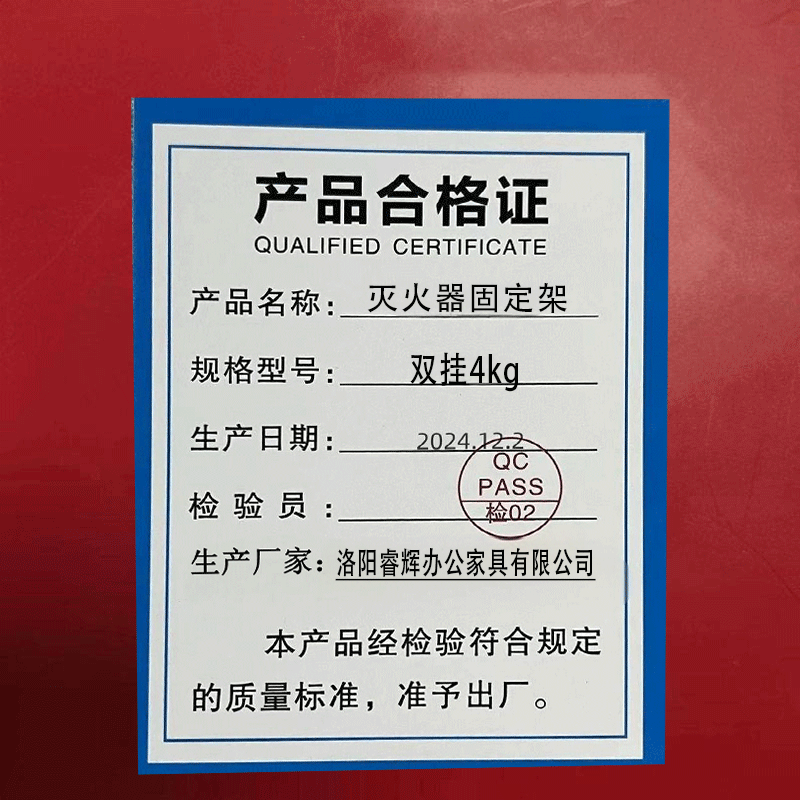 产品合格证
QUALIFIED CERTIFICATE
产品名称：灭火器固定架
规格型号：双挂4kg
生产日期：2024.12.2
检验员：
QC
PASS
检02
生产厂家：洛阳睿辉办公家具有限公司
本产品经检验符合规定
的质量标准，准予出厂。